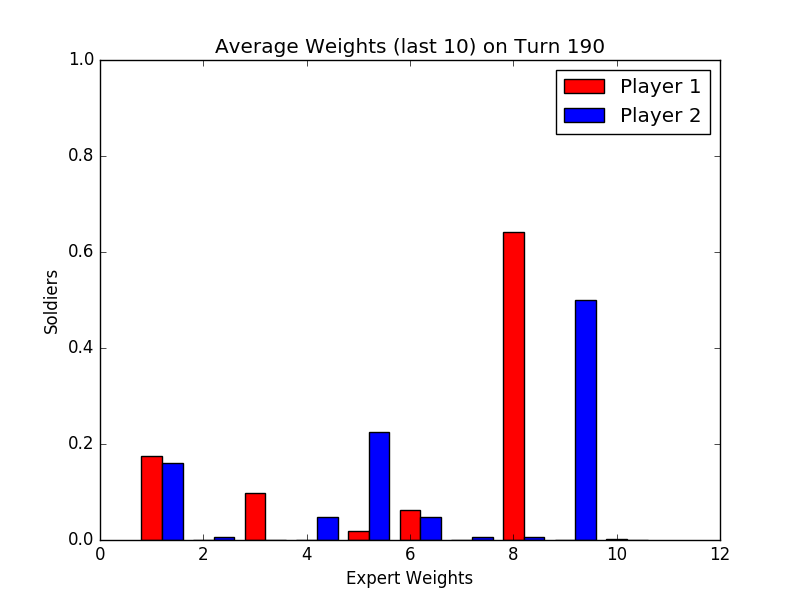 Average Weights (last 10) on Turn 190
1.0
0.8
0.6
0.4
0.2
0.0
Soldiers
Player 1
Player 2
0 2 4 6 8 10 12
Expert Weights